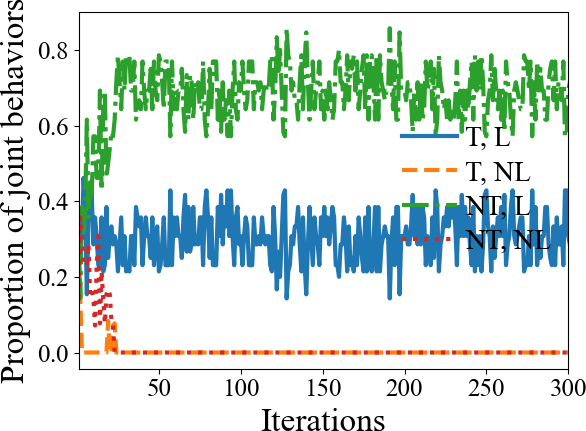 Proportion of joint behaviors
0.8
0.6
0.4
0.2
0.0
T, L
T, NL
NT, L
NT, NL
50
100
150
200
250
300
Iterations